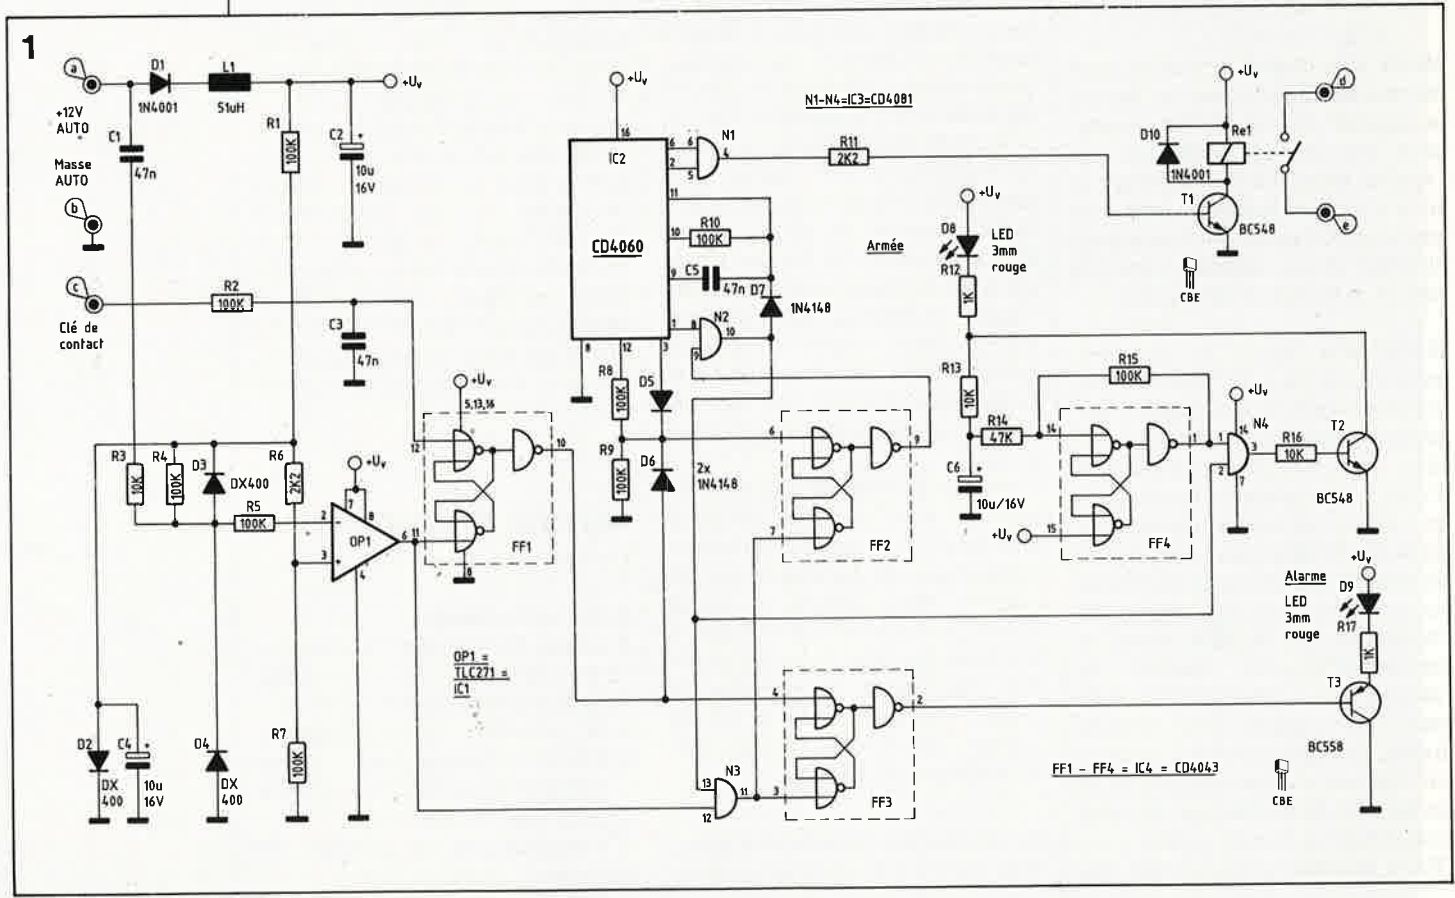 1
a
+12V
AUTO
D1
1N4001
L1
51uH
+Uv
C1
47n
R1
100K
C2
+
10u
16V
Masse
AUTO
b
c
Clé de
contact
R2
100K
C3
47n
+Uv
5,13,16
R3
10K
R4
100K
D3
DX400
R5
100K
R6
2K2
+Uv
7
8
2
-
3
+
OP1
6
4
11
12
10
8
FF1
D2
DX
400
C4
+
10u
16V
D4
DX
400
R7
100K
OP1 =
TLC271 =
IC1
+Uv
16
IC2
CD4060
6
2
11
10
9
1
8
12
3
6
5
N1
4
R10
100K
C5
47n
D7
1N4148
8
9
N2
10
R8
100K
D5
R9
100K
D6
2x
1N4148
6
7
9
FF2
4
3
2
FF3
13
12
N3
11
N1-N4=IC3=CD4081
R11
2K2
Armée
+Uv
D8
LED
3mm
rouge
R12
1K
R13
10K
R14
47K
R15
100K
C6
+
10u/16V
14
15
+Uv
1
FF4
+Uv
14
1
2
7
N4
3
R16
10K
T2
BC548
+Uv
D10
1N4001
Re1
T1
BC548
CBE
d
e
Alarme
LED
3mm
rouge
+Uv
D9
R17
1K
T3
BC558
CBE
FF1 - FF4 = IC4 = CD4043